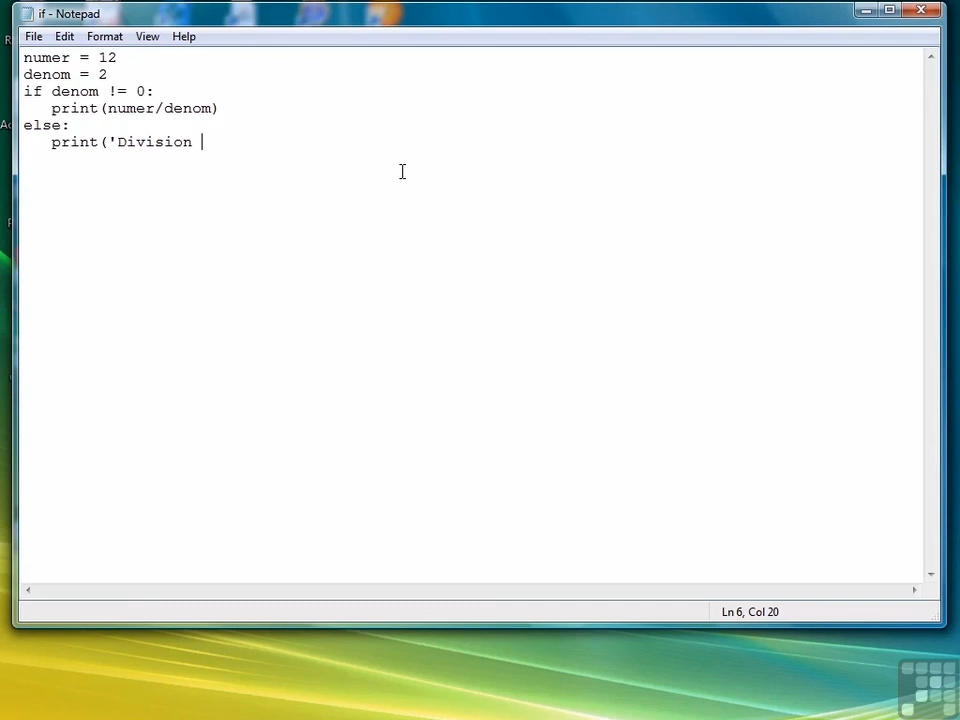 if - Notepad
File Edit Format View Help
numer = 12
denom = 2
if denom != 0:
   print(numer/denom)
else:
   print('Division
Ln 6, Col 20